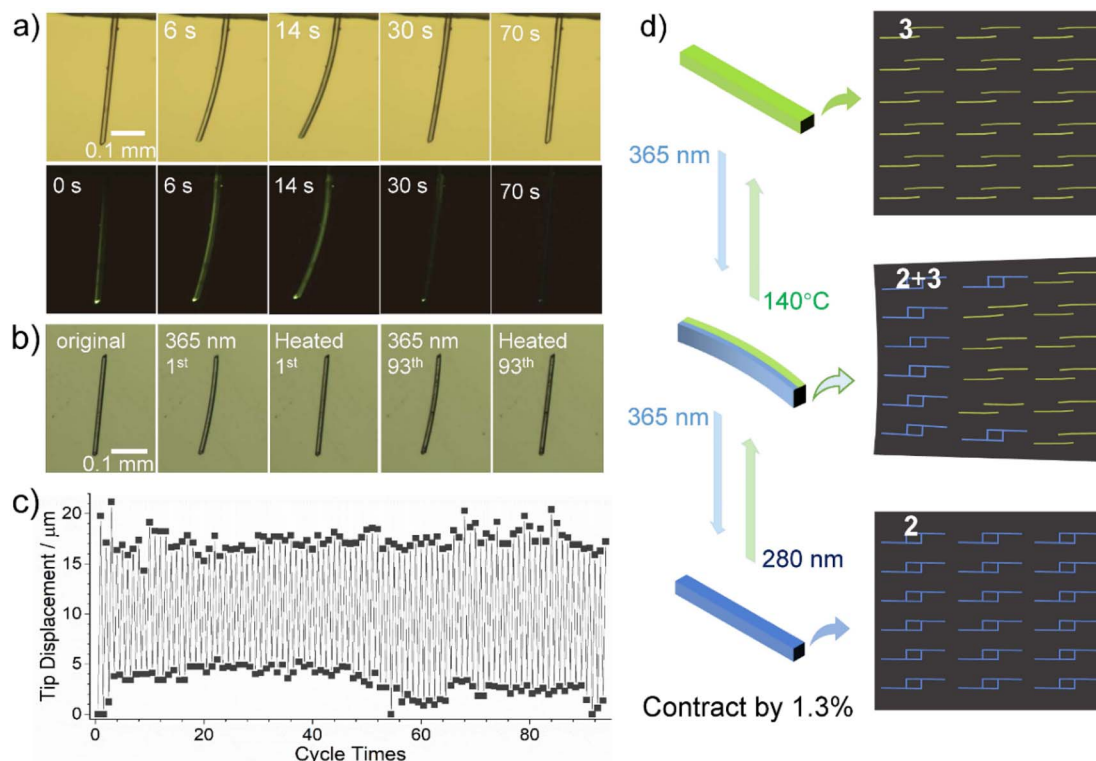 a)
6 s
14 s
30 s
70 s
0.1 mm
0 s
6 s
14 s
30 s
70 s
b)
original
365 nm
1st
Heated
1st
365 nm
93th
Heated
93th
0.1 mm
c)
Tip Displacement / μm
20
15
10
5
0
0
20
40
60
80
Cycle Times
d)
3
365 nm
140°C
2+3
365 nm
280 nm
2
Contract by 1.3%